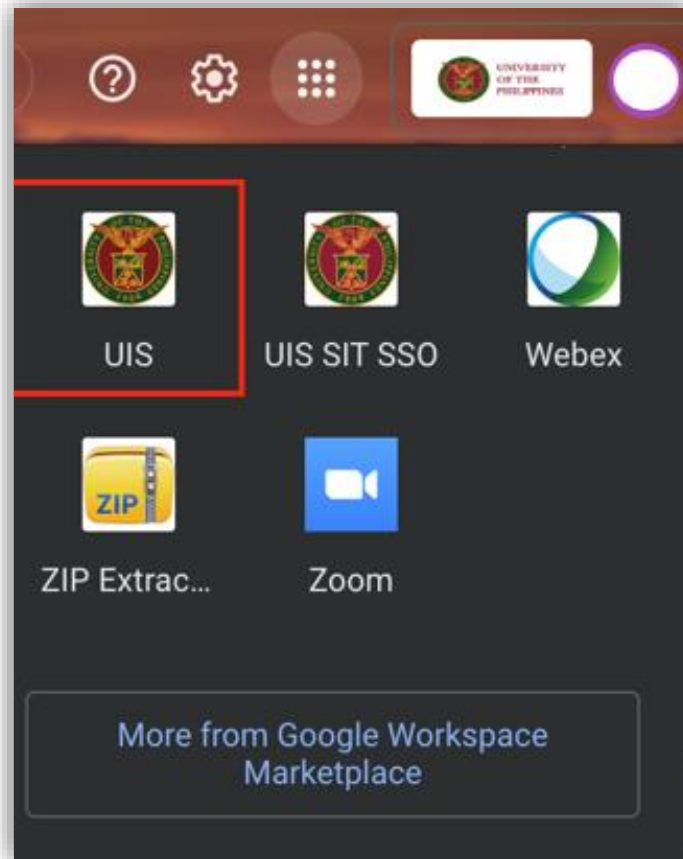 UNIVERSITY
OF THE
PHILIPPINES
UIS
UIS SIT SSO
Webex
ZIP
ZIP Extrac...
Zoom
More from Google Workspace
Marketplace